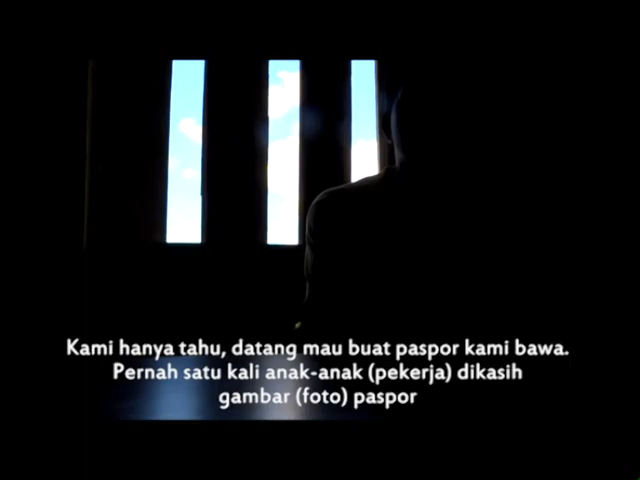 Kami hanya tahu, datang mau buat paspor kami bawa.
Pernah satu kali anak-anak (pekerja) dikasih
gambar (foto) paspor